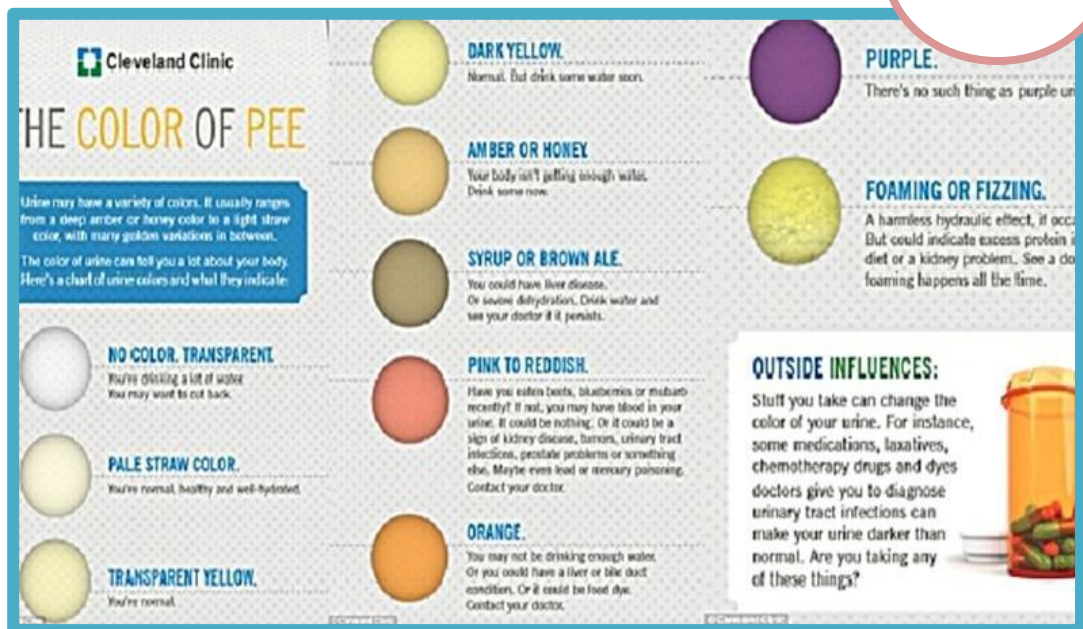 Cleveland Clinic
HE COLOR OF PEE
Urine may have a variety of colors. It usually ranges
from a deep amber or honey color to a light straw
color, with many golden variations in between.
The color of urine can tell you a lot about your body.
Here's a chart of urine colors and what they indicate:
NO COLOR. TRANSPARENT.
You're drinking a lot of water.
You may want to cut back.
PALE STRAW COLOR.
You're normal, healthy and well-hydrated.
TRANSPARENT YELLOW.
You're normal.
DARK YELLOW.
Normal. But drink some water soon.
AMBER OR HONEY.
Your body isn't getting enough water.
Drink some now.
SYRUP OR BROWN ALE.
You could have liver disease.
Or severe dehydration. Drink water and
see your doctor if it persists.
PINK TO REDDISH.
Have you eaten beets, blueberries or rhubarb
recently? If not, you may have blood in your
urine. It could be nothing. Or it could be a
sign of kidney disease, tumors, urinary tract
infections, prostate problems or something
else. Maybe even lead or mercury poisoning.
Contact your doctor.
ORANGE.
You may not be drinking enough water.
Or you could have a liver or bile duct
condition. Or it could be food dye.
Contact your doctor.
PURPLE.
There's no such thing as purple uri
FOAMING OR FIZZING.
A harmless hydraulic effect, if occa
But could indicate excess protein i
diet or a kidney problem. See a do
foaming happens all the time.
OUTSIDE INFLUENCES:
Stuff you take can change the
color of your urine. For instance,
some medications, laxatives,
chemotherapy drugs and dyes
doctors give you to diagnose
urinary tract infections can
make your urine darker than
normal. Are you taking any
of these things?